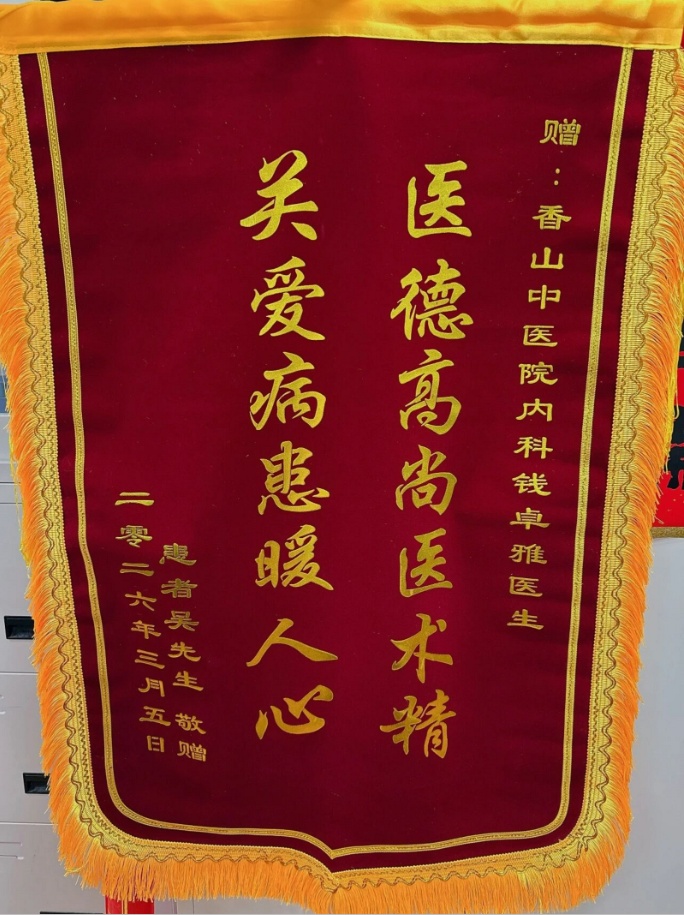 赠：香山中医院内科钱卓雅医生
医德高尚医术精
关爱病患暖人心
患者吴先生 敬赠
二零二六年三月五日